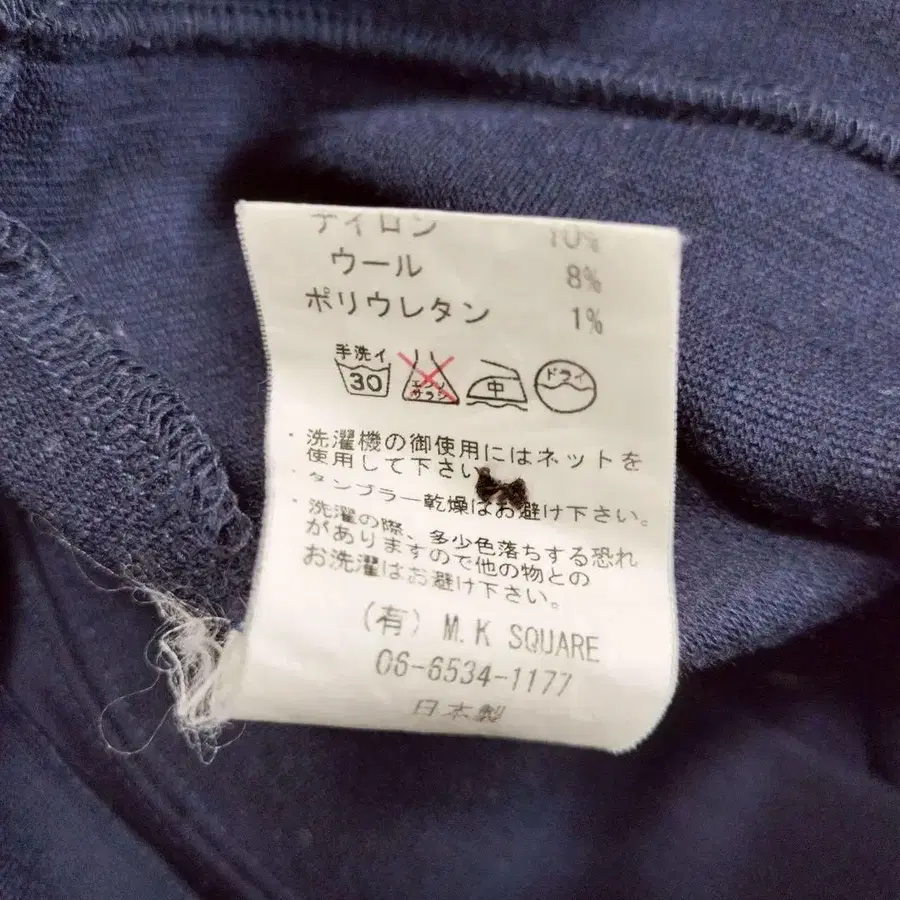 ナイロン 10%
ウール 8%
ポリウレタン 1%
手洗イ
30 エンソ サラシ 中 ドライ
・洗濯機の御使用にはネットを
使用して下さい
・タンブラー乾燥はお避け下さい。
・洗濯の際、多少色落ちする恐れ
がありますので他の物との
お洗濯はお避け下さい。
(有) M.K SQUARE
06-6534-1177
日本製